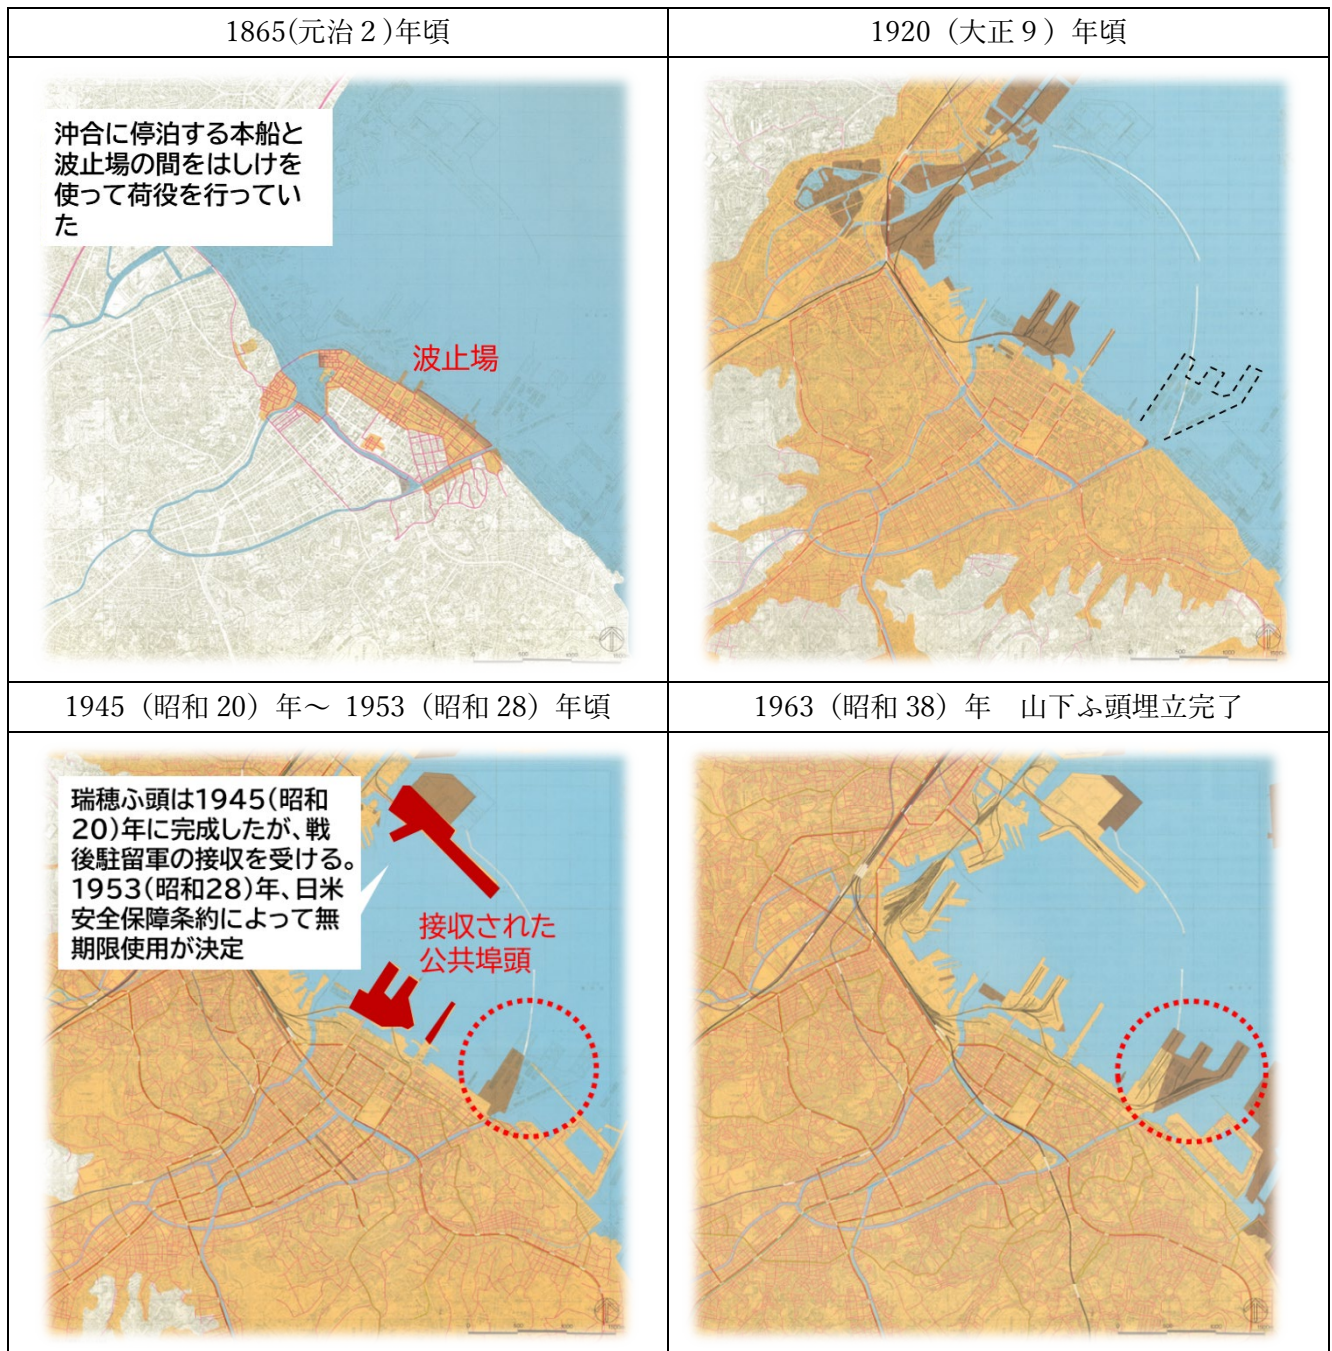 1865(元治２)年頃
1920（大正９）年頃
沖合に停泊する本船と
波止場の間をはしけを
使って荷役を行ってい
た
波止場
1945（昭和 20）年～ 1953（昭和 28）年頃
1963（昭和 38）年　山下ふ頭埋立完了
瑞穂ふ頭は1945(昭和
20)年に完成したが、戦
後駐留軍の接収を受ける。
1953(昭和28)年、日米
安全保障条約によって無
期限使用が決定
接収された
公共埠頭